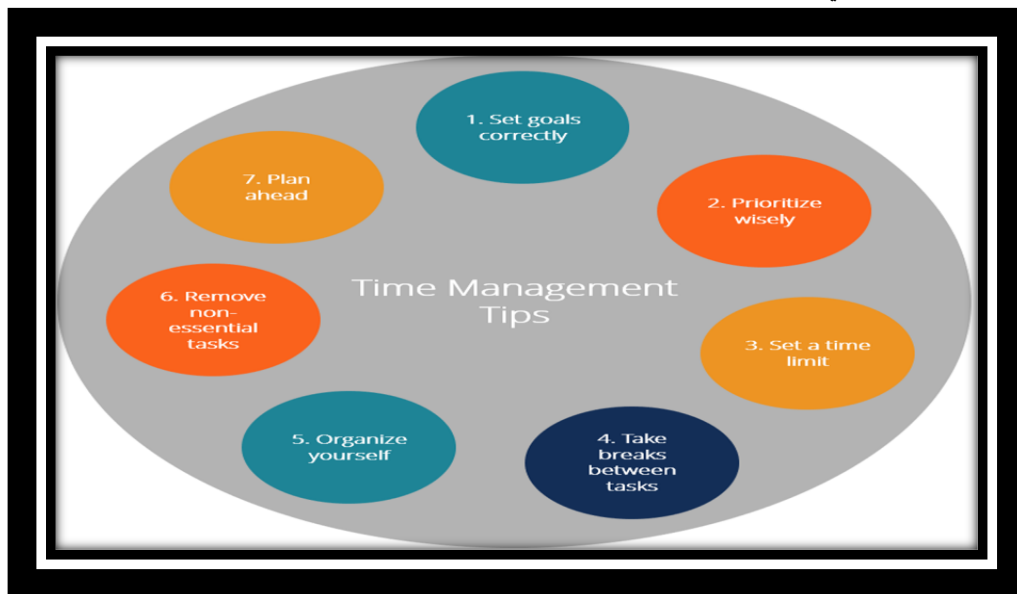 Time Management
Tips
1. Set goals
correctly
2. Prioritize
wisely
3. Set a time
limit
4. Take
breaks
between
tasks
5. Organize
yourself
6. Remove
non-
essential
tasks
7. Plan
ahead